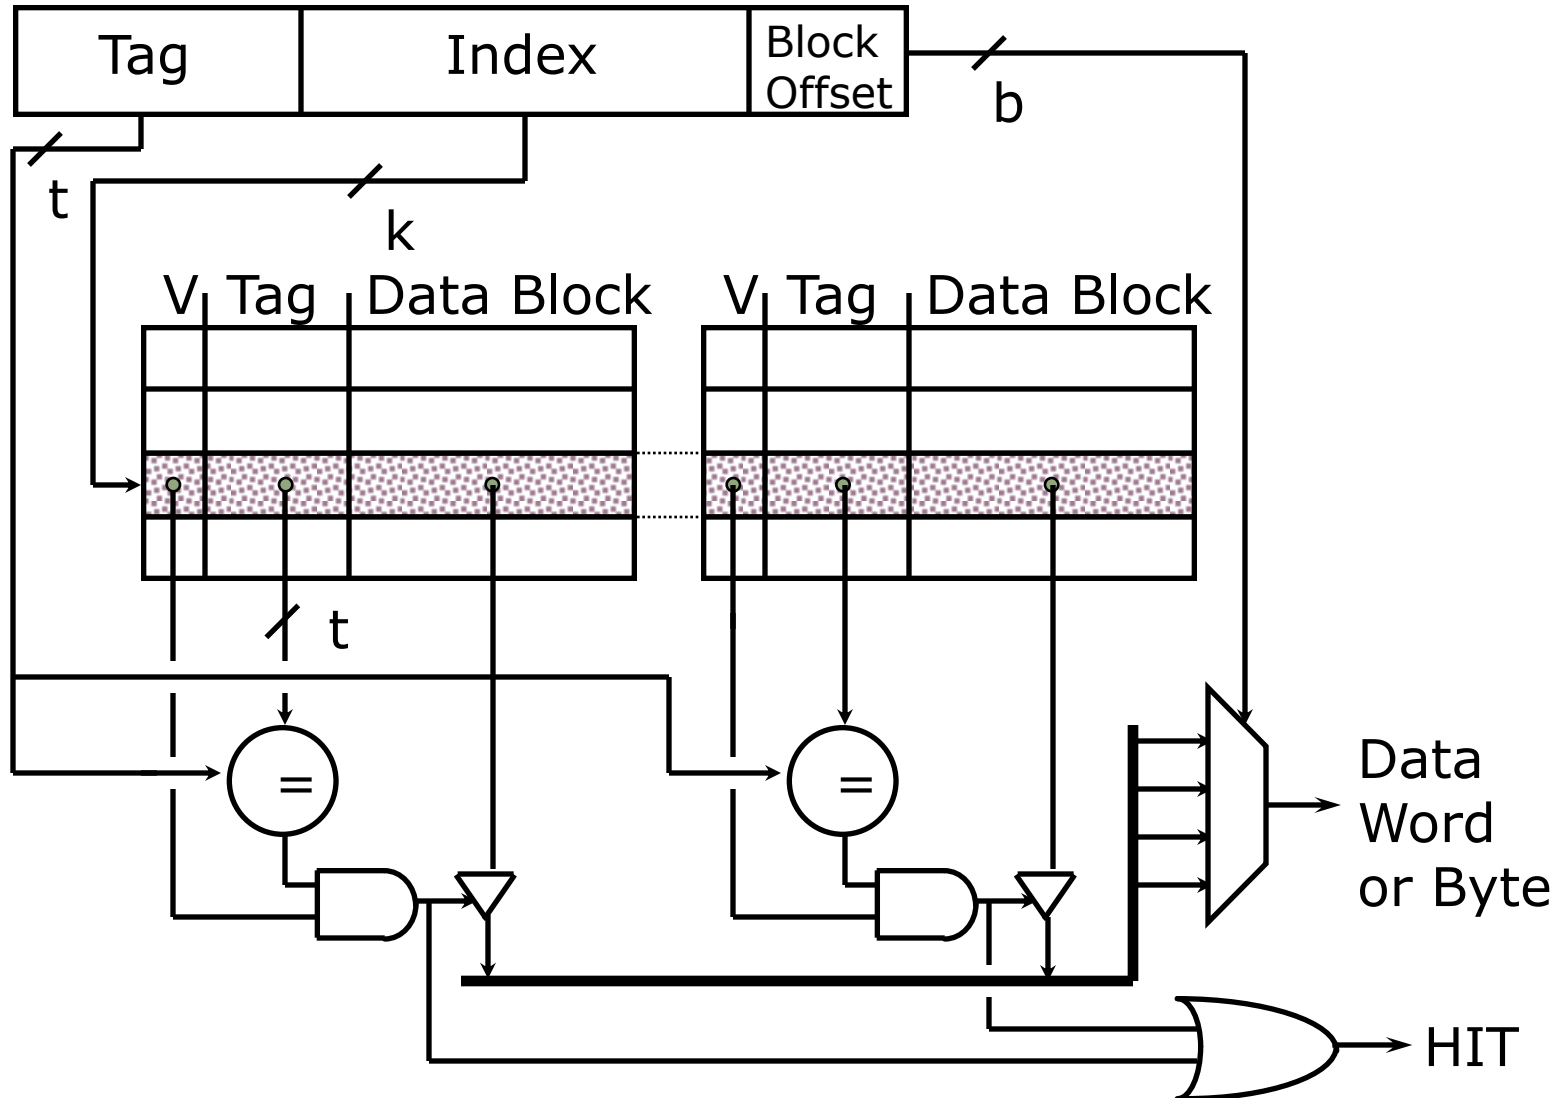 Tag Index Block
Offset
b
t
k
V Tag Data Block V Tag Data Block
t
= =
Data
Word
or Byte
HIT